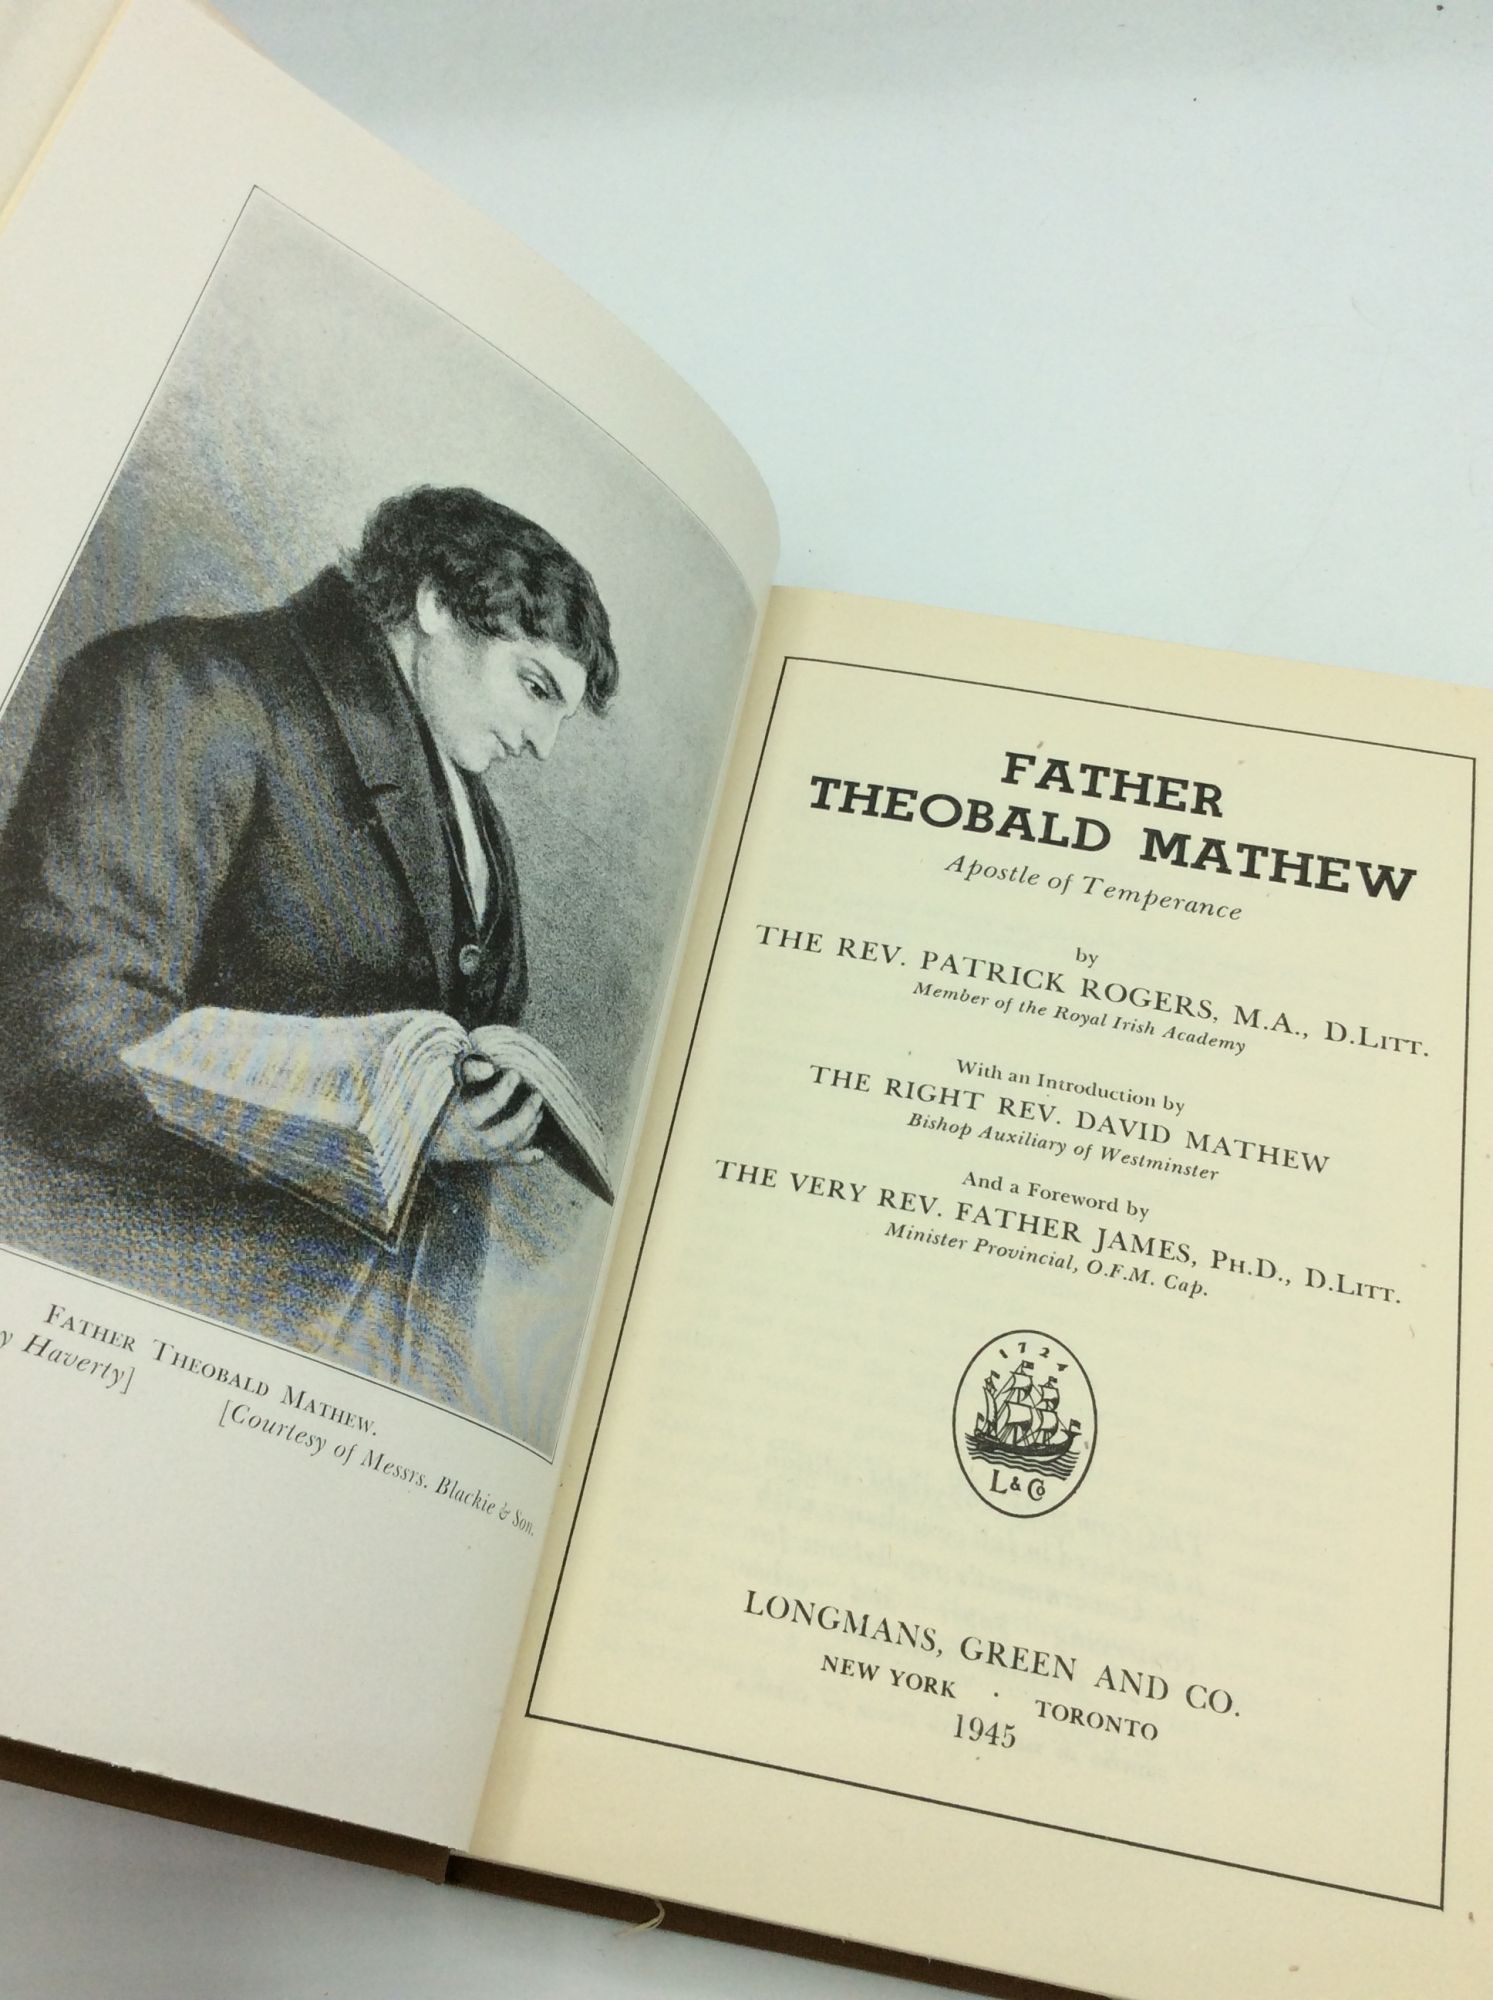 FATHER THEOBALD MATHEW.
y Haverty]
[Courtesy of Messrs. Blackie & Son.
FATHER
THEOBALD MATHEW
Apostle of Temperance
by
THE REV. PATRICK ROGERS, M.A., D.LITT.
Member of the Royal Irish Academy
With an Introduction by
THE RIGHT REV. DAVID MATHEW
Bishop Auxiliary of Westminster
And a Foreword by
THE VERY REV. FATHER JAMES, PH.D., D.LITT.
Minister Provincial, O.F.M. Cap.
1724
L & Co
LONGMANS, GREEN AND CO.
NEW YORK · TORONTO
1945